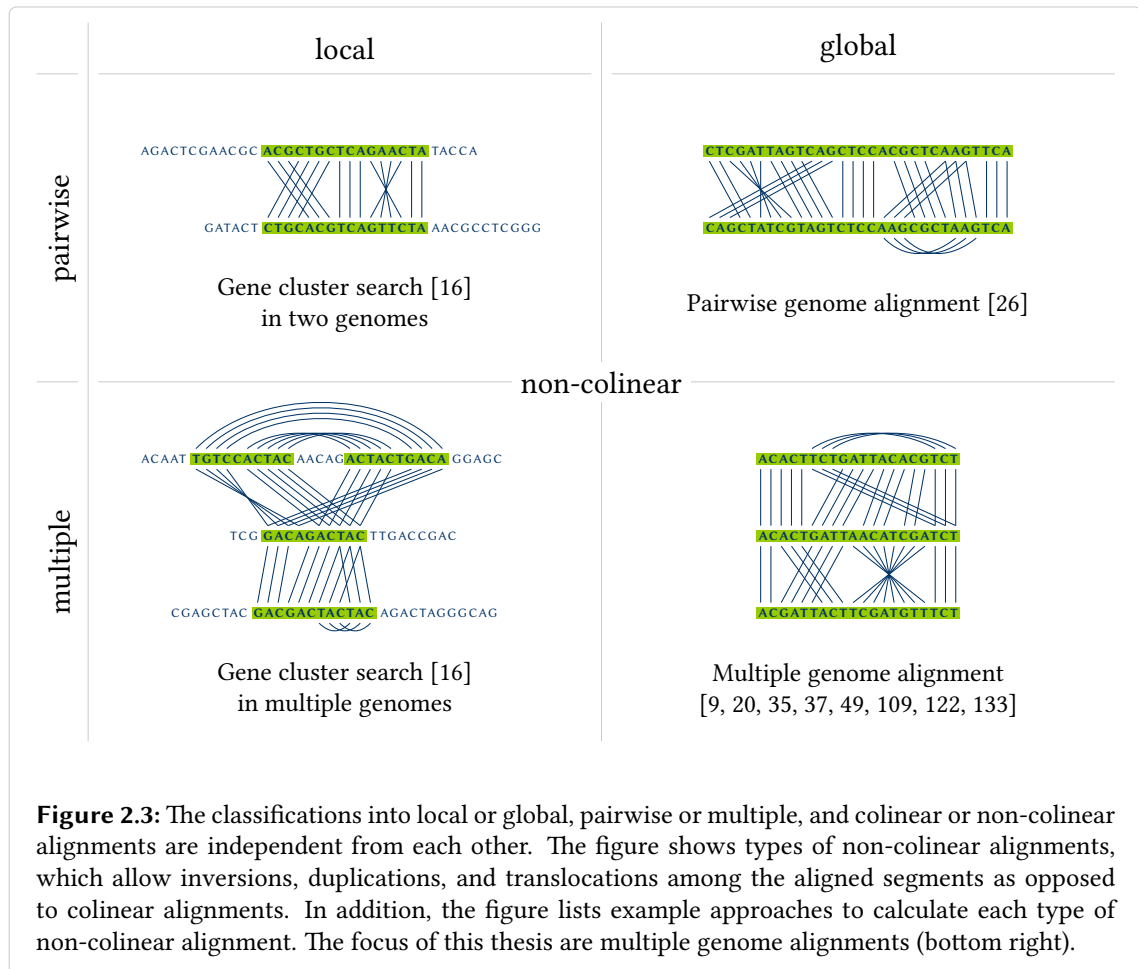 local
global
pairwise
AGACTCGAACGC ACGCTGCTCAGAACTA TACCA
GATACT CTGCACGTCAGTTCTA AACGCCTCGGG
Gene cluster search [16]
in two genomes
CTCGATTAGTCAGCTCCACGCTCAAGTTCA
CAGCTATCGTAGTCTCCAAGCGCTAAGTCA
Pairwise genome alignment [26]
non-colinear
multiple
ACAAT TGTCCACTAC AACAG ACTACTGACA GGAGC
TCG GACAGACTAC TTGACCGAC
CGAGCTAC GACGACTACTAC AGACTAGGGCAG
Gene cluster search [16]
in multiple genomes
ACACTTCTGATTACACGTCT
ACACTGATTAACATCGATCT
ACGATTACTTCGATGTTTCT
Multiple genome alignment
[9, 20, 35, 37, 49, 109, 122, 133]
Figure 2.3: The classifications into local or global, pairwise or multiple, and colinear or non-colinear
alignments are independent from each other. The figure shows types of non-colinear alignments,
which allow inversions, duplications, and translocations among the aligned segments as opposed
to colinear alignments. In addition, the figure lists example approaches to calculate each type of
non-colinear alignment. The focus of this thesis are multiple genome alignments (bottom right).